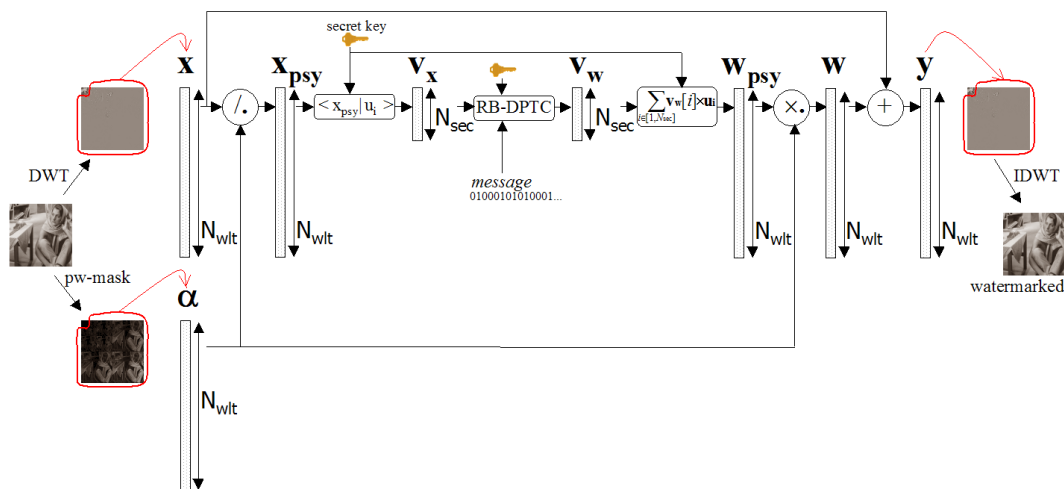 secret key
x
x_psy
v_x
v_w
w_psy
w
y
/.
< x_psy | u_i >
N_sec
RB-DPTC
N_sec
∑ v_w[i]×u_i
i∈[1,N_sec]
×.
+
DWT
message
01000101010001...
IDWT
N_wlt
N_wlt
N_wlt
N_wlt
N_wlt
pw-mask
watermarked
α
N_wlt